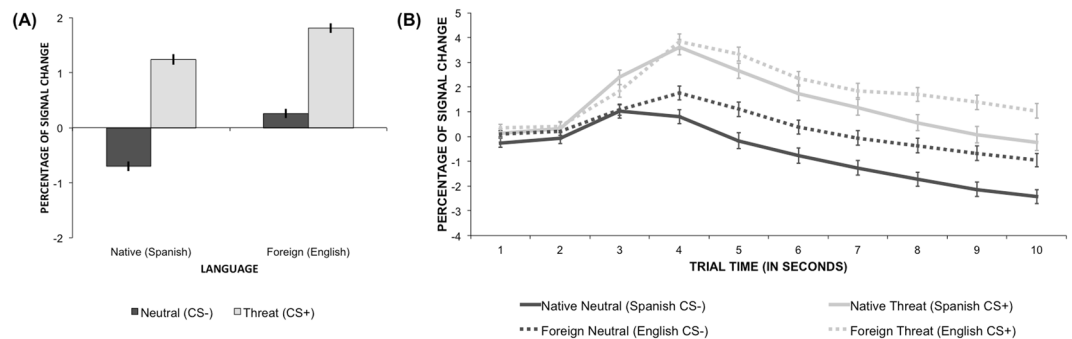 (A)
PERCENTAGE OF SIGNAL CHANGE
2
1
0
-1
-2
Native (Spanish)
Foreign (English)
LANGUAGE
Neutral (CS-)
Threat (CS+)
(B)
PERCENTAGE OF SIGNAL CHANGE
5
4
3
2
1
0
-1
-2
-3
-4
1 2 3 4 5 6 7 8 9 10
TRIAL TIME (IN SECONDS)
Native Neutral (Spanish CS-)
Native Threat (Spanish CS+)
Foreign Neutral (English CS-)
Foreign Threat (English CS+)